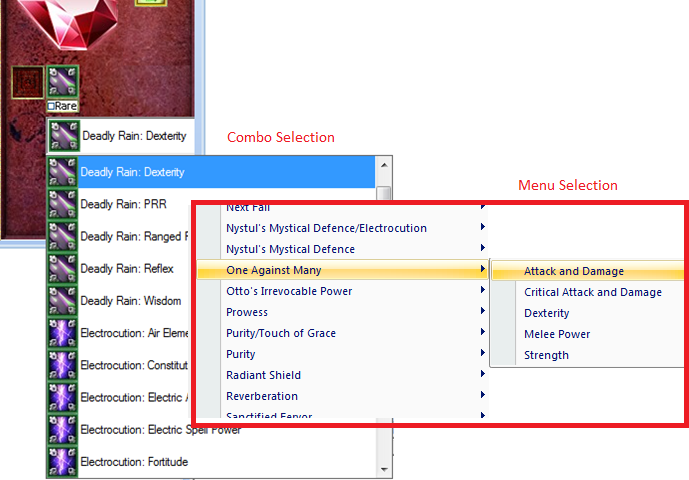 Rare
Deadly Rain: Dexterity
Combo Selection
Deadly Rain: Dexterity
Deadly Rain: PRR
Deadly Rain: Ranged
Deadly Rain: Reflex
Deadly Rain: Wisdom
Electrocution: Air Eleme
Electrocution: Constitut
Electrocution: Electric
Electrocution: Electric Spell Power
Electrocution: Fortitude
Menu Selection
Next Fall
Nystul's Mystical Defence/Electrocution
Nystul's Mystical Defence
One Against Many
Otto's Irrevocable Power
Prowess
Purity/Touch of Grace
Purity
Radiant Shield
Reverberation
Sanctified Fervor
Attack and Damage
Critical Attack and Damage
Dexterity
Melee Power
Strength